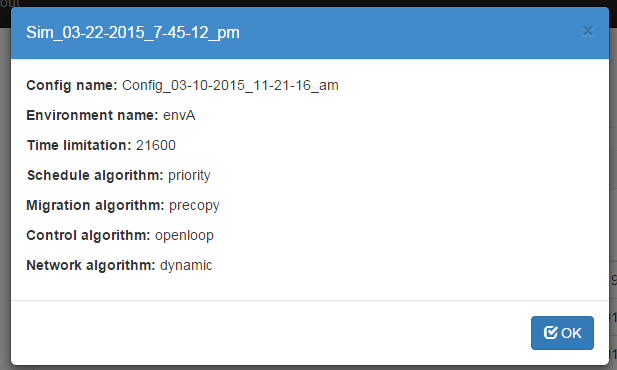 out
Sim_03-22-2015_7-45-12_pm
×
Config name: Config_03-10-2015_11-21-16_am
Environment name: envA
Time limitation: 21600
Schedule algorithm: priority
Migration algorithm: precopy
Control algorithm: openloop
Network algorithm: dynamic
OK